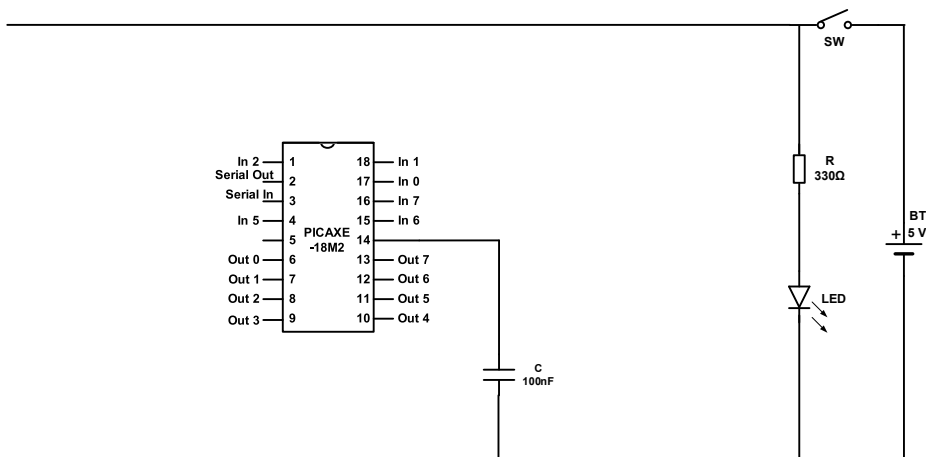 SW
In 2 1 18 In 1
Serial Out 2 17 In 0
Serial In 3 16 In 7
In 5 4 15 In 6
5 PICAXE 14
-18M2
Out 0 6 13 Out 7
Out 1 7 12 Out 6
Out 2 8 11 Out 5
Out 3 9 10 Out 4
R
330Ω
BT
+ 5 V
LED
C
100nF